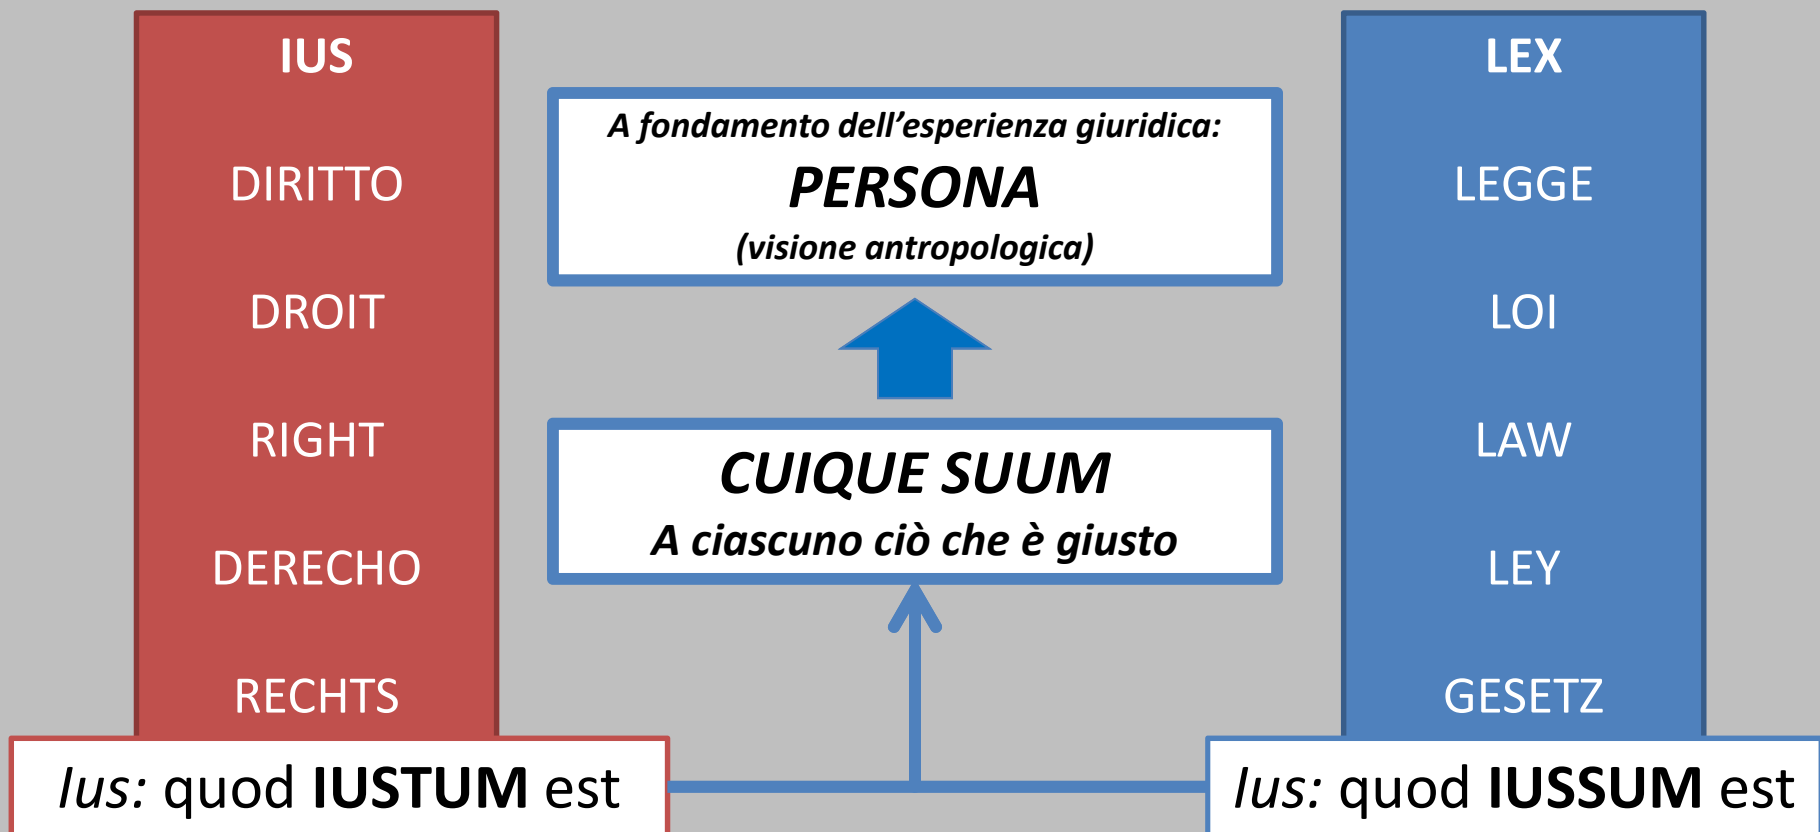 IUS
DIRITTO
DROIT
RIGHT
DERECHO
RECHTS
Ius: quod IUSTUM est
A fondamento dell’esperienza giuridica:
PERSONA
(visione antropologica)
CUIQUE SUUM
A ciascuno ciò che è giusto
LEX
LEGGE
LOI
LAW
LEY
GESETZ
Ius: quod IUSSUM est